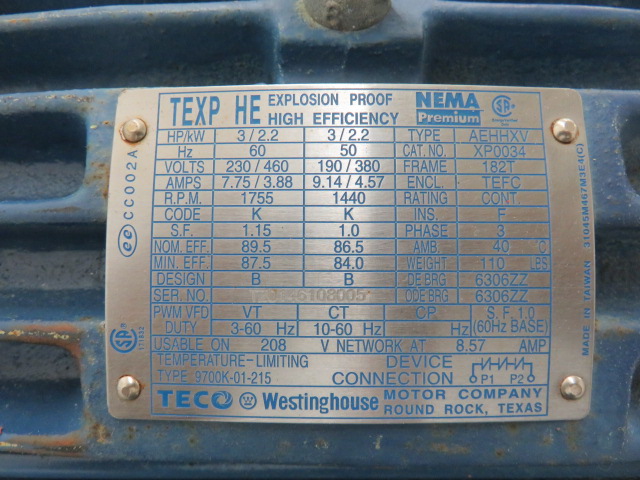 TEXP HE EXPLOSION PROOF HIGH EFFICIENCY NEMA Premium SA
HP/kW 3/2.2 3/2.2 TYPE AEHHXV
Hz 60 50 CAT. NO. XP0034
VOLTS 230/460 190/380 FRAME 182T
AMPS 7.75/3.88 9.14/4.57 ENCL. TEFC
R.P.M. 1755 1440 RATING CONT.
CODE K K INS. F
S.F. 1.15 1.0 PHASE 3
NOM. EFF. 89.5 86.5 AMB. 40 °C
MIN. EFF. 87.5 84.0 WEIGHT 110 LBS
DESIGN B B DE BRG 6306ZZ
SER. NO. ODE BRG 6306ZZ
PWM VFD VT CT CP S.F. 1.0
DUTY 3-60 Hz 10-60 Hz Hz (60Hz BASE)
USABLE ON 208 V NETWORK AT 8.57 AMP
TEMPERATURE-LIMITING DEVICE
TYPE 9700K-01-215 CONNECTION P1 P2
TECO W Westinghouse MOTOR COMPANY
ROUND ROCK, TEXAS
ee CC002A
SA
MADE IN TAIWAN 31045M467M3E4(C)